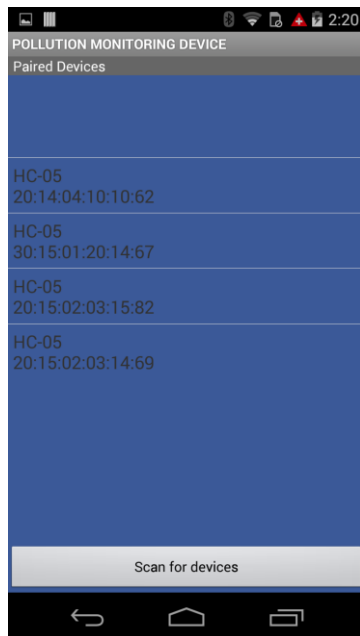 2:20
POLLUTION MONITORING DEVICE
Paired Devices
HC-05
20:14:04:10:10:62
HC-05
30:15:01:20:14:67
HC-05
20:15:02:03:15:82
HC-05
20:15:02:03:14:69
Scan for devices